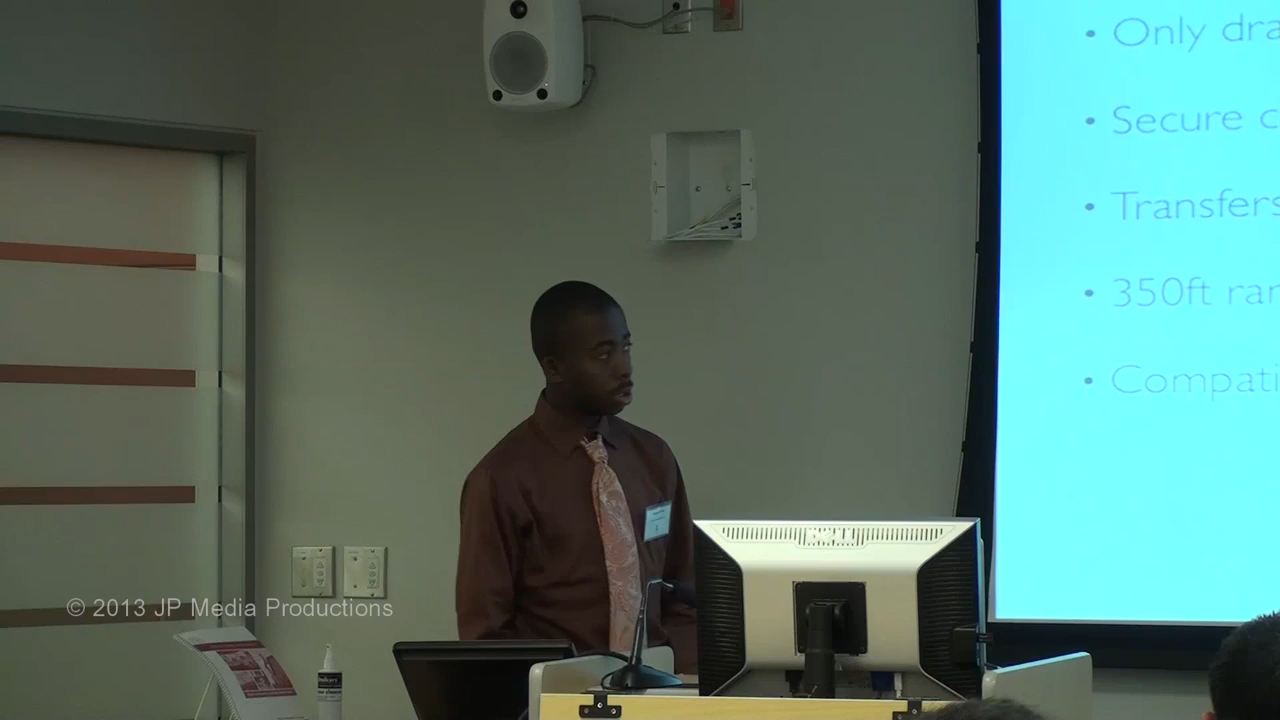 • Only dra
• Secure c
• Transfers
• 350ft ran
• Compati
© 2013 JP Media Productions